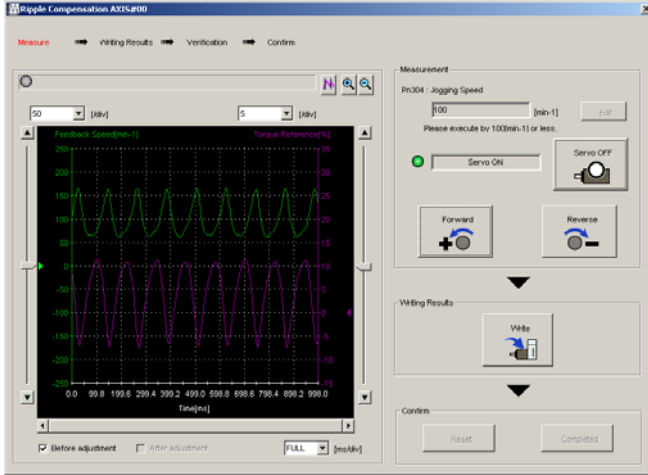 Ripple Compensation AXIS#00
Measure
Writing Results
Verification
Confirm
50 [/div]
5 [/div]
Feedback Speed[min-1]
Torque Reference[%]
250
200
150
100
50
0
-50
-100
-150
-200
-250
35
30
25
20
15
10
5
0
-5
-10
-15
0.0 99.8 199.6 299.4 399.2 499.0 598.8 698.6 798.4 898.2 998.0
Time[ms]
Before adjustment
After adjustment
FULL [ms/div]
Measurement
Pn304 : Jogging Speed
100 [min-1]
Edit
Please execute by 100[min-1] or less.
Servo ON
Servo OFF
Forward
Reverse
Writing Results
Write
Confirm
Reset
Completed